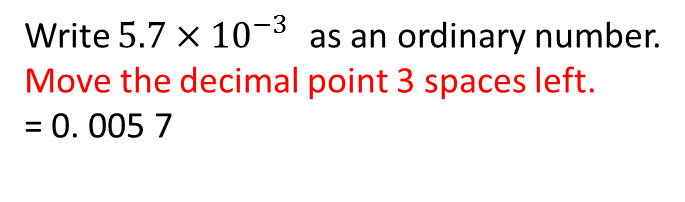 Write 5.7 × 10⁻³ as an ordinary number.
Move the decimal point 3 spaces left.
= 0. 005 7